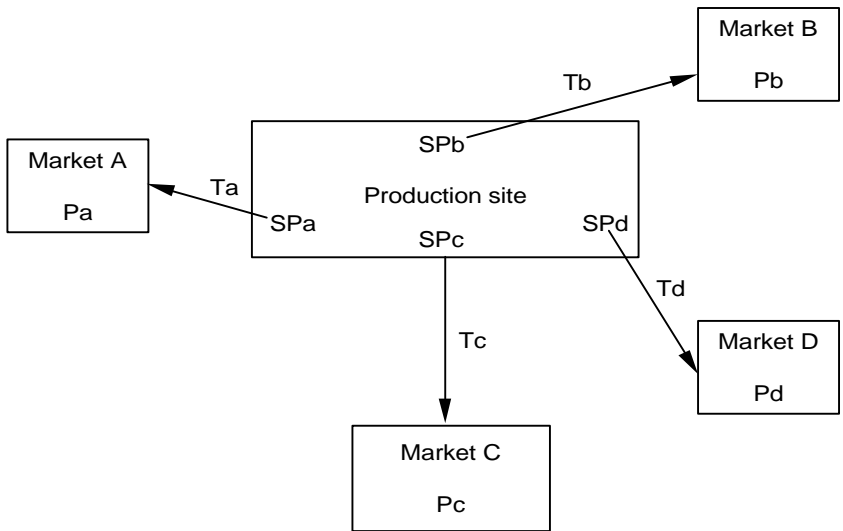 Market B
Pb
Tb
SPb
Market A
Pa
Ta
Production site
SPa
SPd
SPc
Td
Tc
Market D
Pd
Market C
Pc